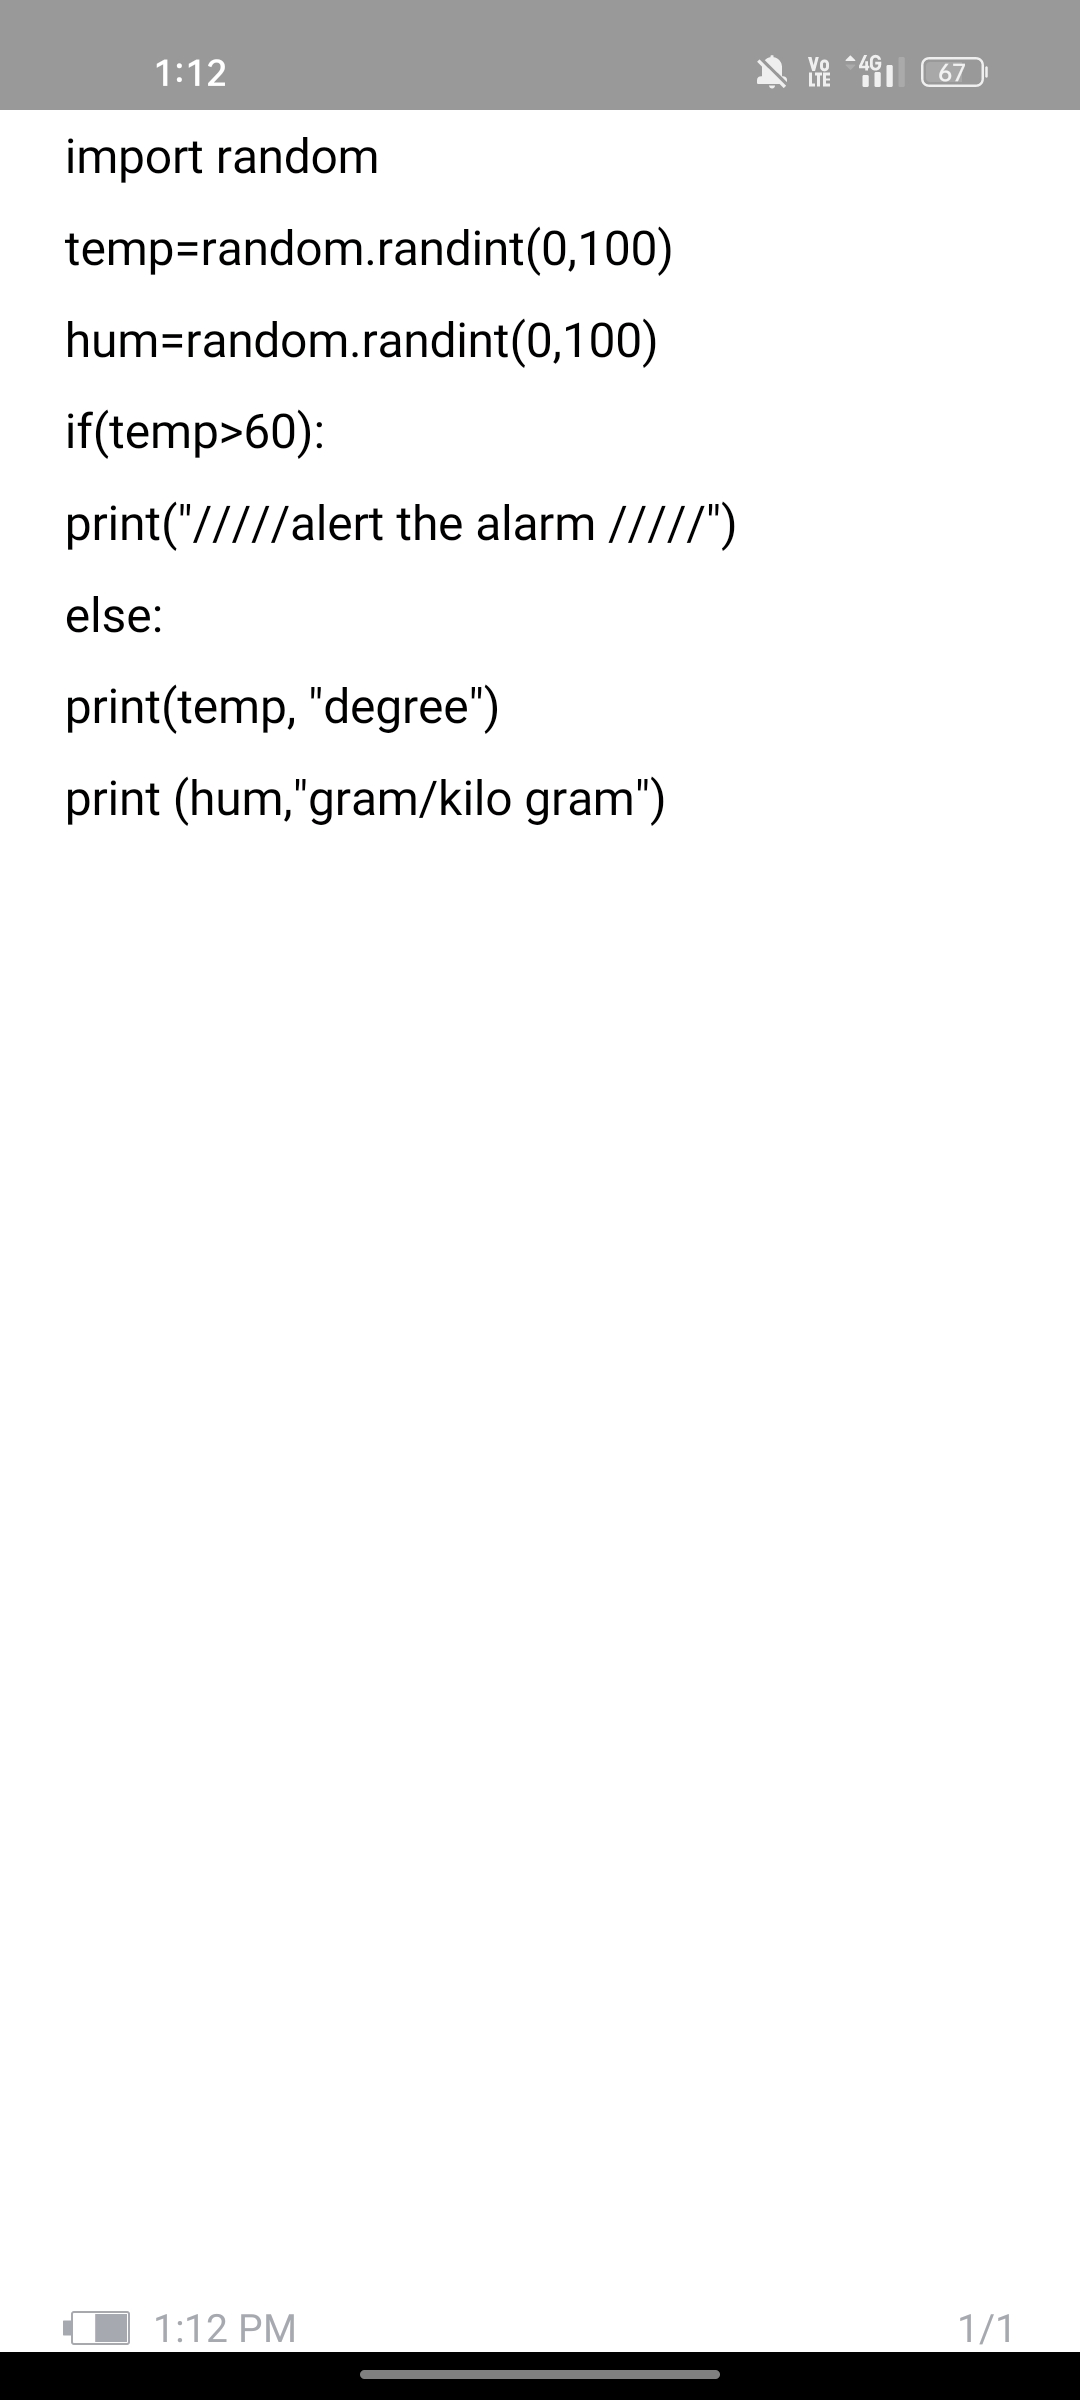 1:12
Vo
LTE
4G
67
import random
temp=random.randint(0,100)
hum=random.randint(0,100)
if(temp>60):
print("/////alert the alarm /////")
else:
print(temp, "degree")
print (hum,"gram/kilo gram")
1:12 PM
1/1